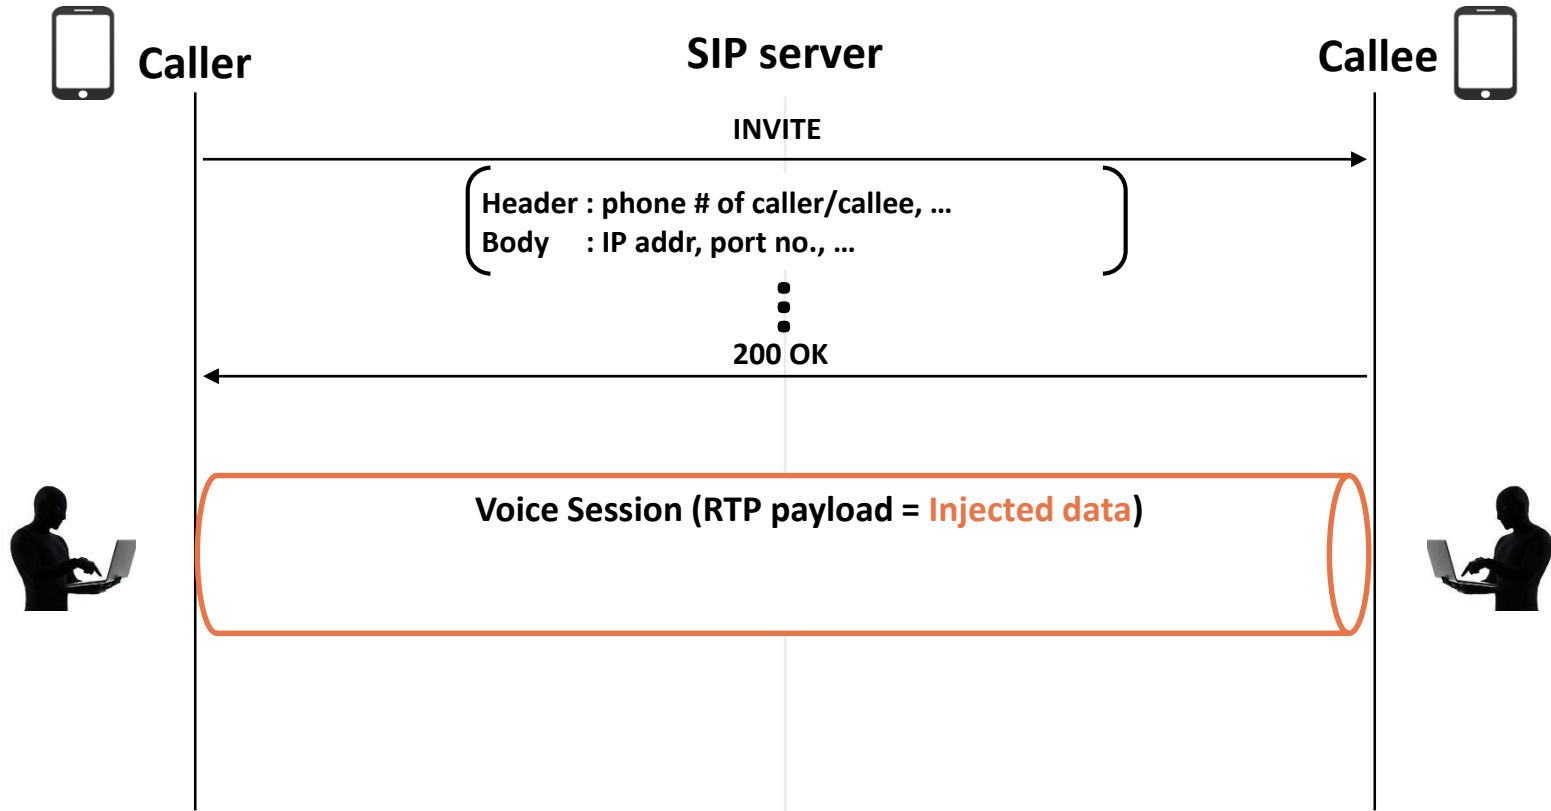 Caller
SIP server
Callee
INVITE
Header : phone # of caller/callee, …
Body : IP addr, port no., …
200 OK
Voice Session (RTP payload = Injected data)